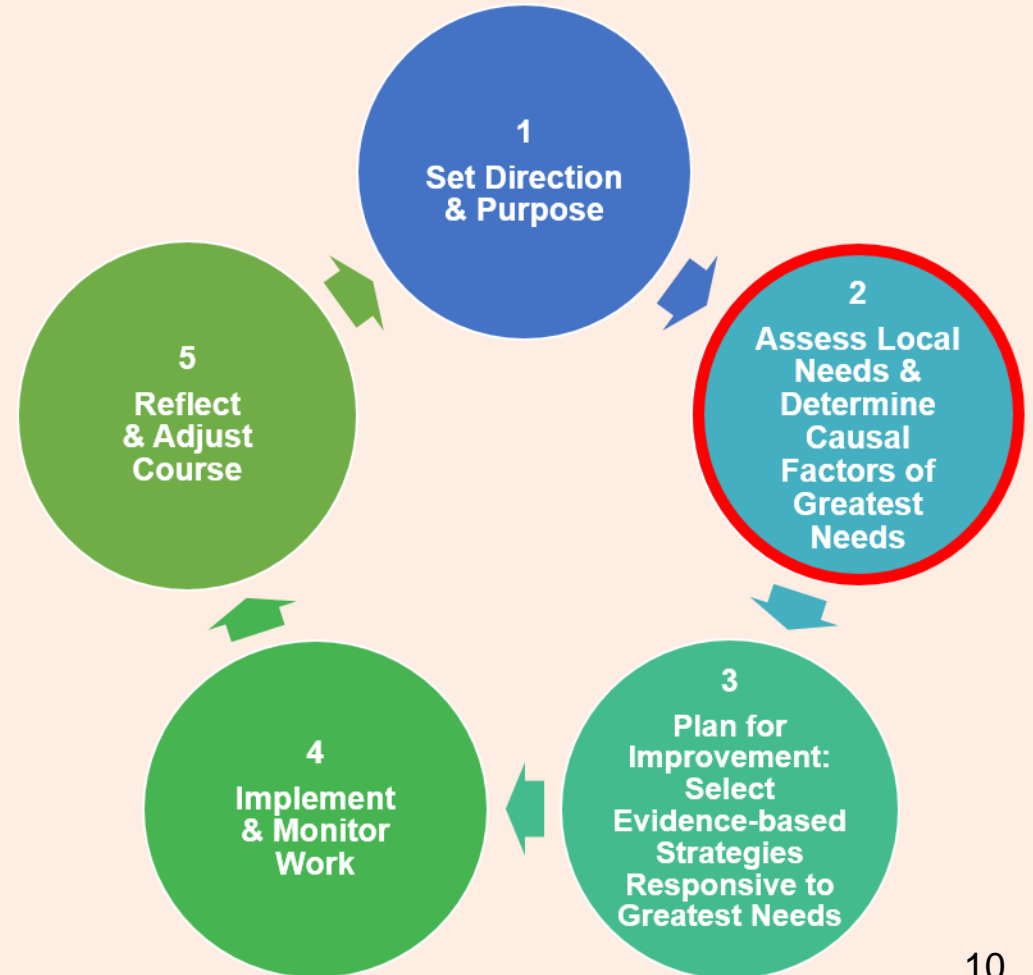 1
Set Direction
& Purpose
2
Assess Local
Needs &
Determine
Causal
Factors of
Greatest
Needs
3
Plan for
Improvement:
Select
Evidence-based
Strategies
Responsive to
Greatest Needs
4
Implement
& Monitor
Work
5
Reflect
& Adjust
Course
10